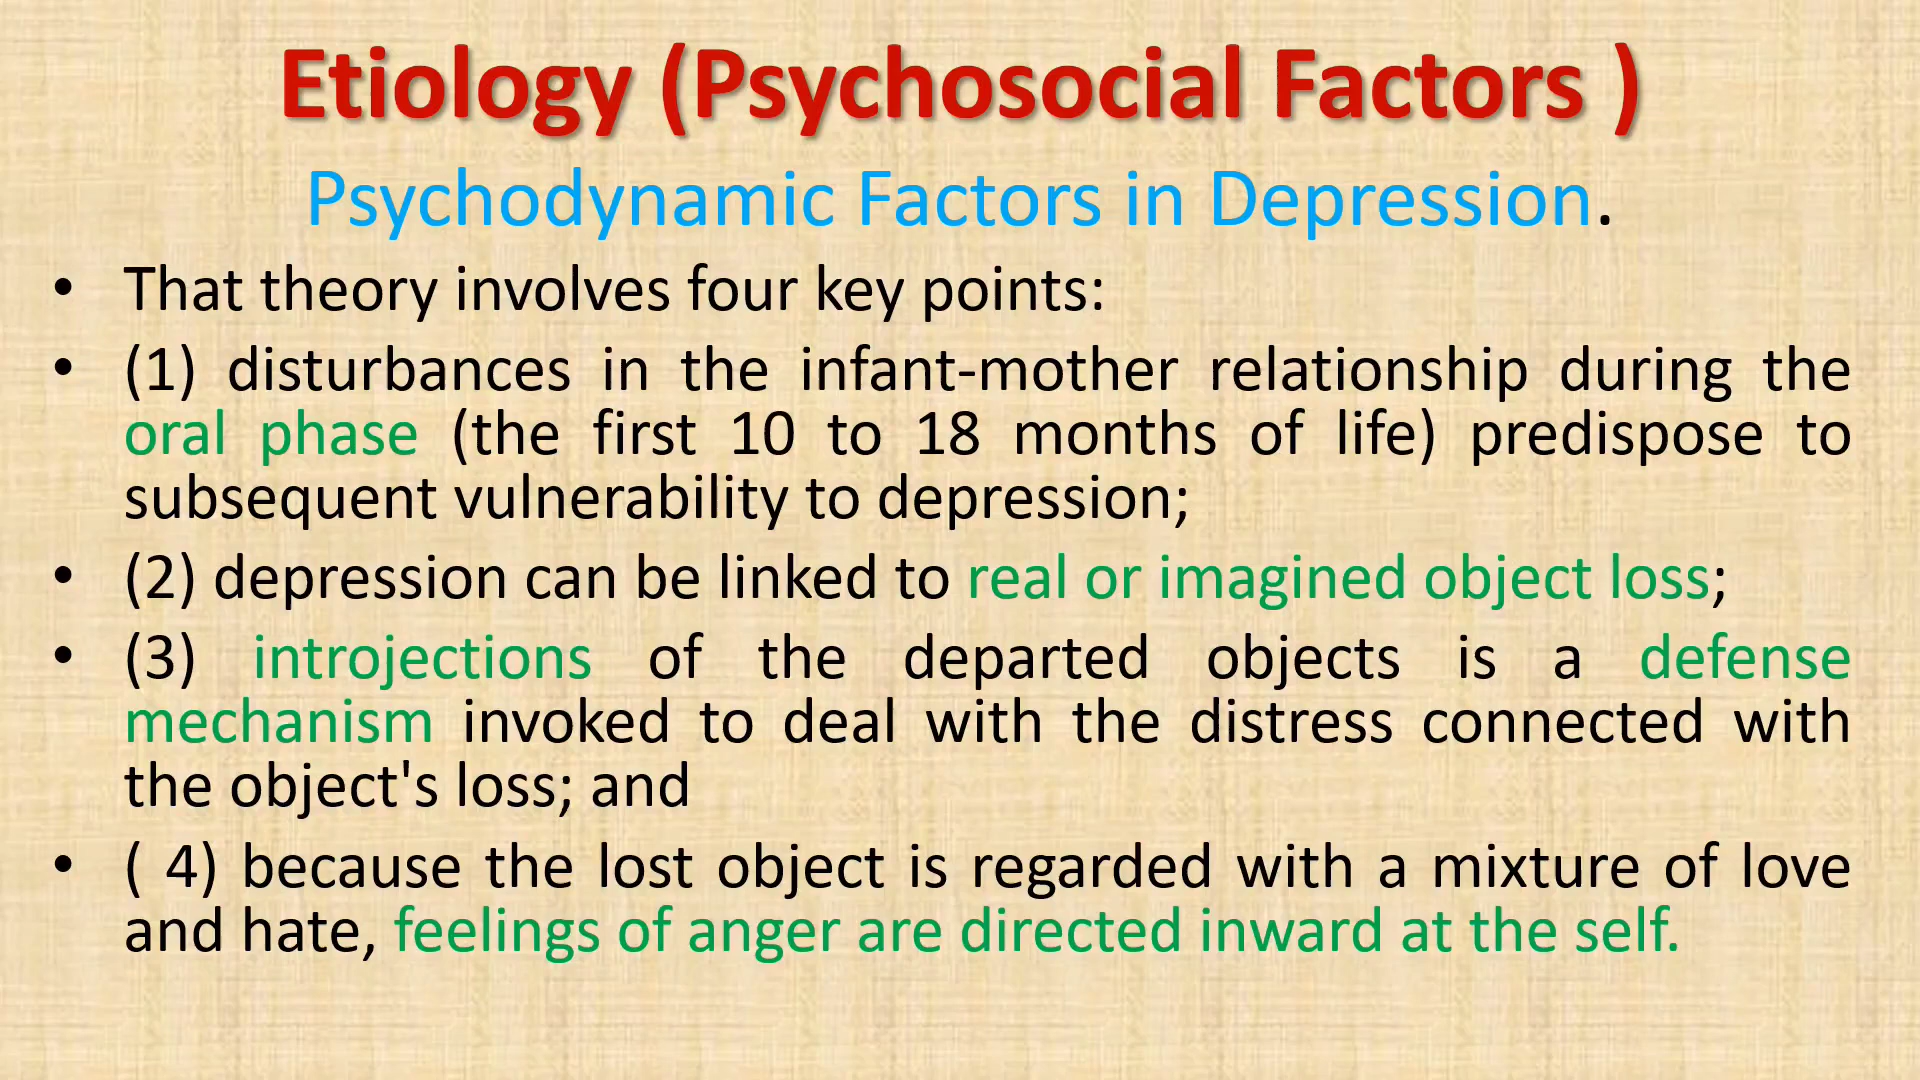 Etiology (Psychosocial Factors )
Psychodynamic Factors in Depression.
• That theory involves four key points:
• (1) disturbances in the infant-mother relationship during the
oral phase (the first 10 to 18 months of life) predispose to
subsequent vulnerability to depression;
• (2) depression can be linked to real or imagined object loss;
• (3) introjections of the departed objects is a defense
mechanism invoked to deal with the distress connected with
the object's loss; and
• ( 4) because the lost object is regarded with a mixture of love
and hate, feelings of anger are directed inward at the self.